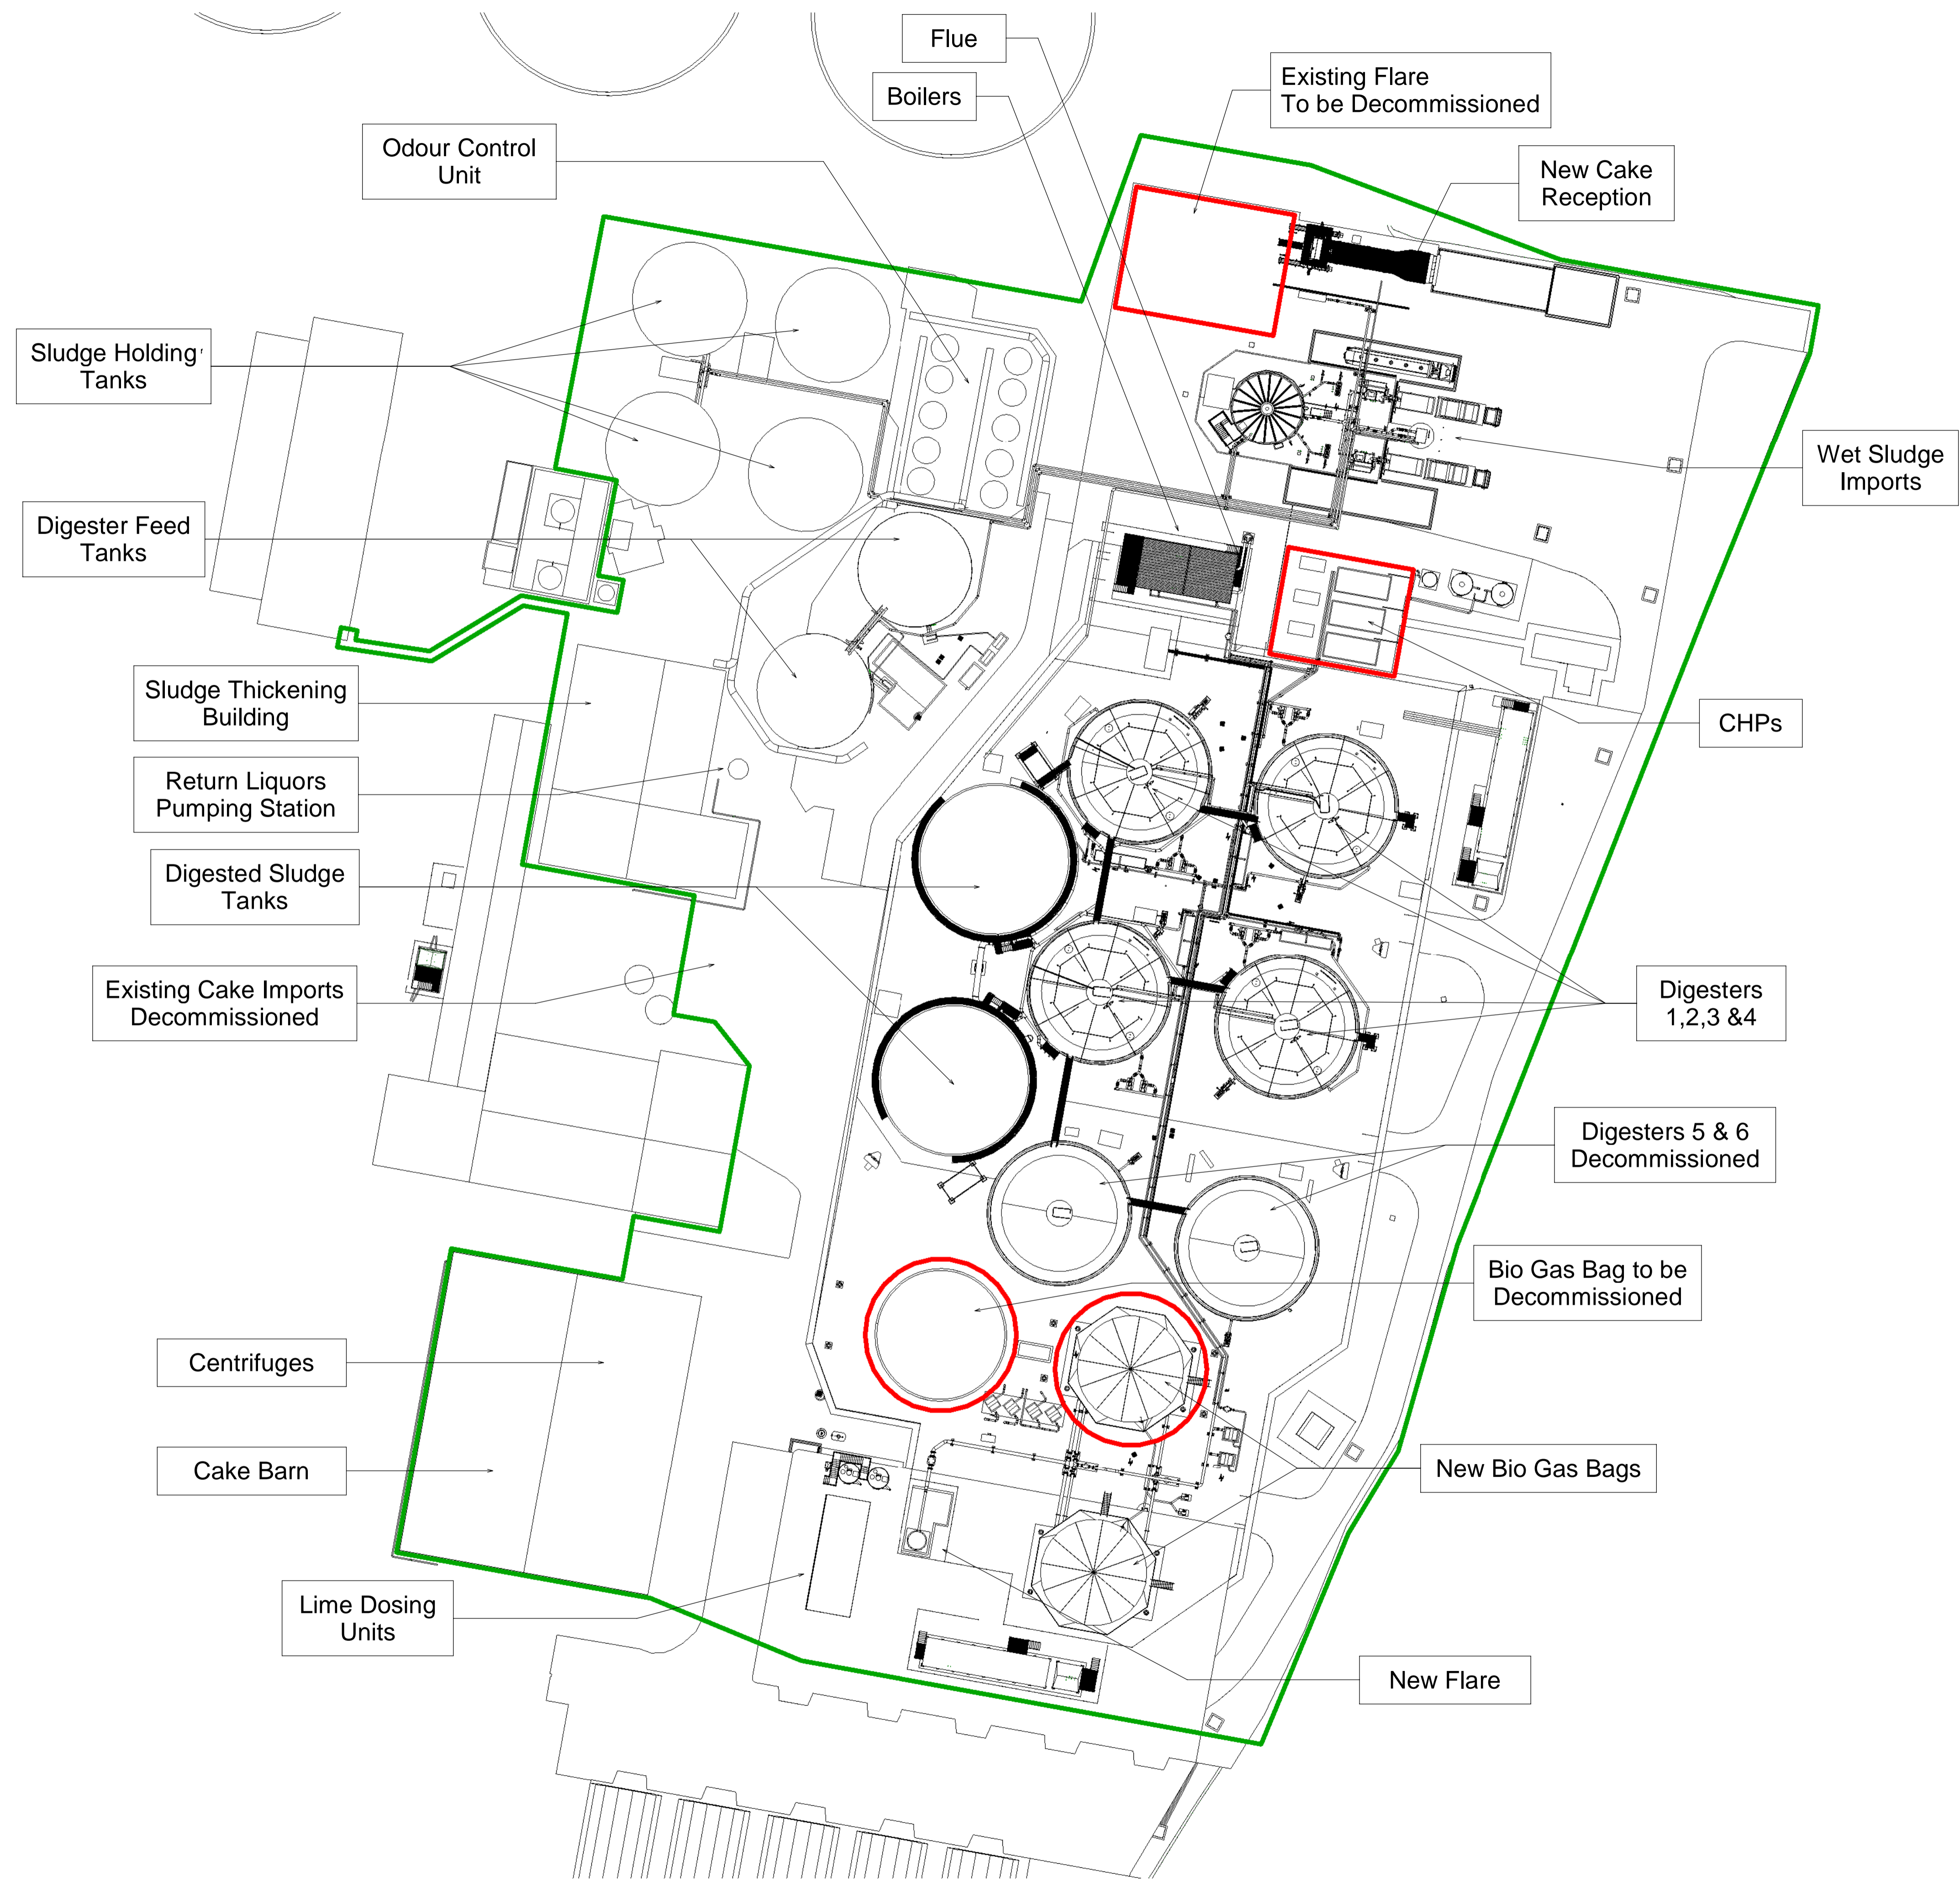 Flue
Boilers
Existing Flare
To be Decommissioned
Odour Control
Unit
New Cake
Reception
Sludge Holding
Tanks
Wet Sludge
Imports
Digester Feed
Tanks
Sludge Thickening
Building
CHPs
Return Liquors
Pumping Station
Digested Sludge
Tanks
Existing Cake Imports
Decommissioned
Digesters
1,2,3 &4
Digesters 5 & 6
Decommissioned
Bio Gas Bag to be
Decommissioned
Centrifuges
Cake Barn
New Bio Gas Bags
Lime Dosing
Units
New Flare